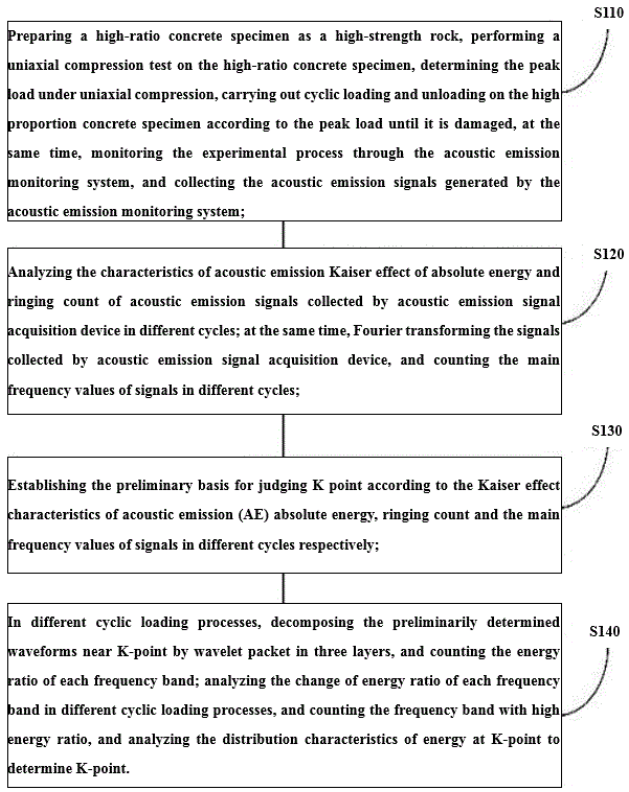 S110
Preparing a high-ratio concrete specimen as a high-strength rock, performing a
uniaxial compression test on the high-ratio concrete specimen, determining the peak
load under uniaxial compression, carrying out cyclic loading and unloading on the high
proportion concrete specimen according to the peak load until it is damaged, at the
same time, monitoring the experimental process through the acoustic emission
monitoring system, and collecting the acoustic emission signals generated by the
acoustic emission monitoring system;
S120
Analyzing the characteristics of acoustic emission Kaiser effect of absolute energy and
ringing count of acoustic emission signals collected by acoustic emission signal
acquisition device in different cycles; at the same time, Fourier transforming the signals
collected by acoustic emission signal acquisition device, and counting the main
frequency values of signals in different cycles;
S130
Establishing the preliminary basis for judging K point according to the Kaiser effect
characteristics of acoustic emission (AE) absolute energy, ringing count and the main
frequency values of signals in different cycles respectively;
S140
In different cyclic loading processes, decomposing the preliminarily determined
waveforms near K-point by wavelet packet in three layers, and counting the energy
ratio of each frequency band; analyzing the change of energy ratio of each frequency
band in different cyclic loading processes, and counting the frequency band with high
energy ratio, and analyzing the distribution characteristics of energy at K-point to
determine K-point.